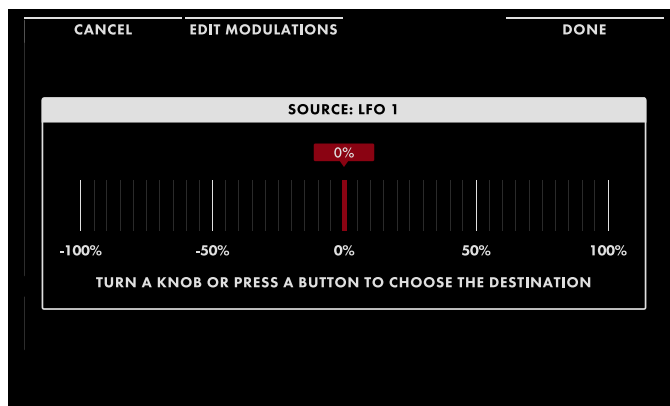 CANCEL EDIT MODULATIONS DONE
SOURCE: LFO 1
0%
-100% -50% 0% 50% 100%
TURN A KNOB OR PRESS A BUTTON TO CHOOSE THE DESTINATION